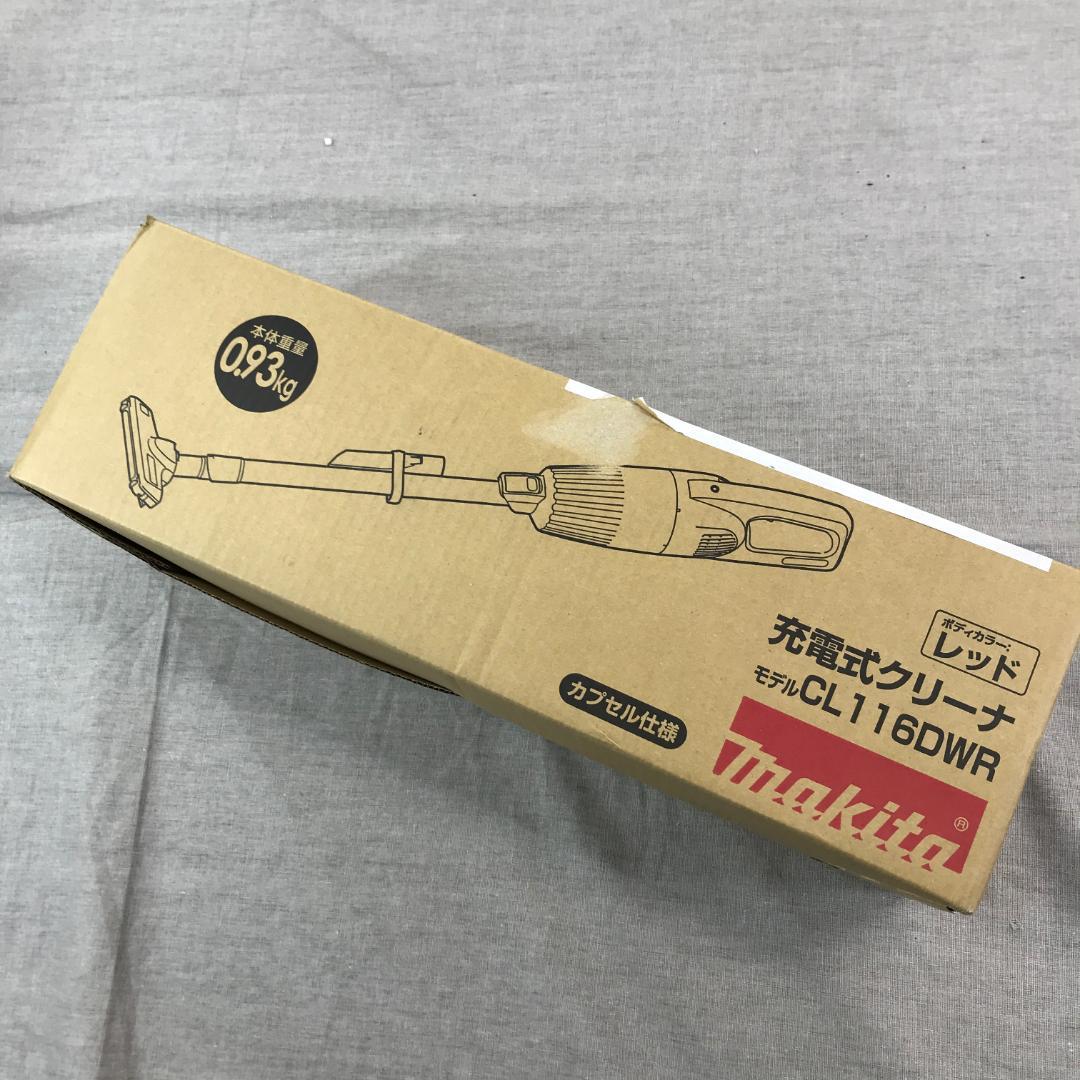 本体重量
0.93kg
ボディカラー:
レッド
充電式クリーナ
モデルCL116DWR
カプセル仕様
makita®